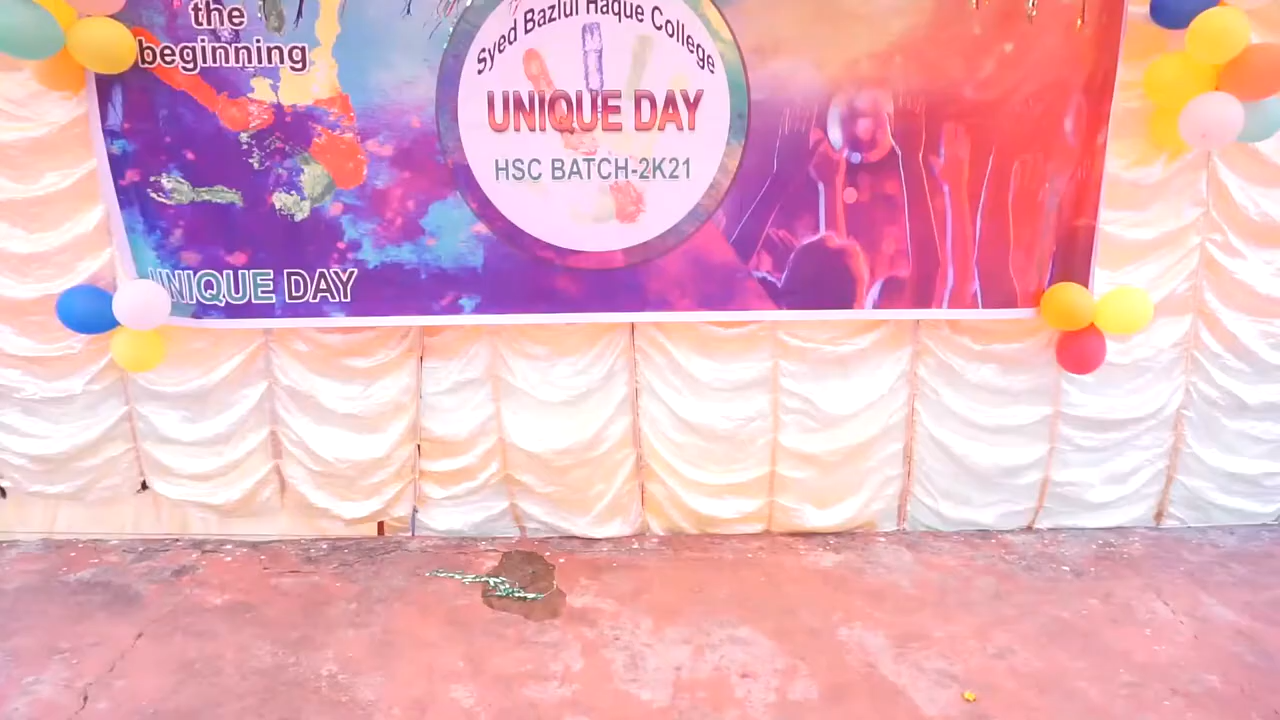 the
beginning
Syed Bazlul Haque College
UNIQUE DAY
HSC BATCH-2K21
UNIQUE DAY